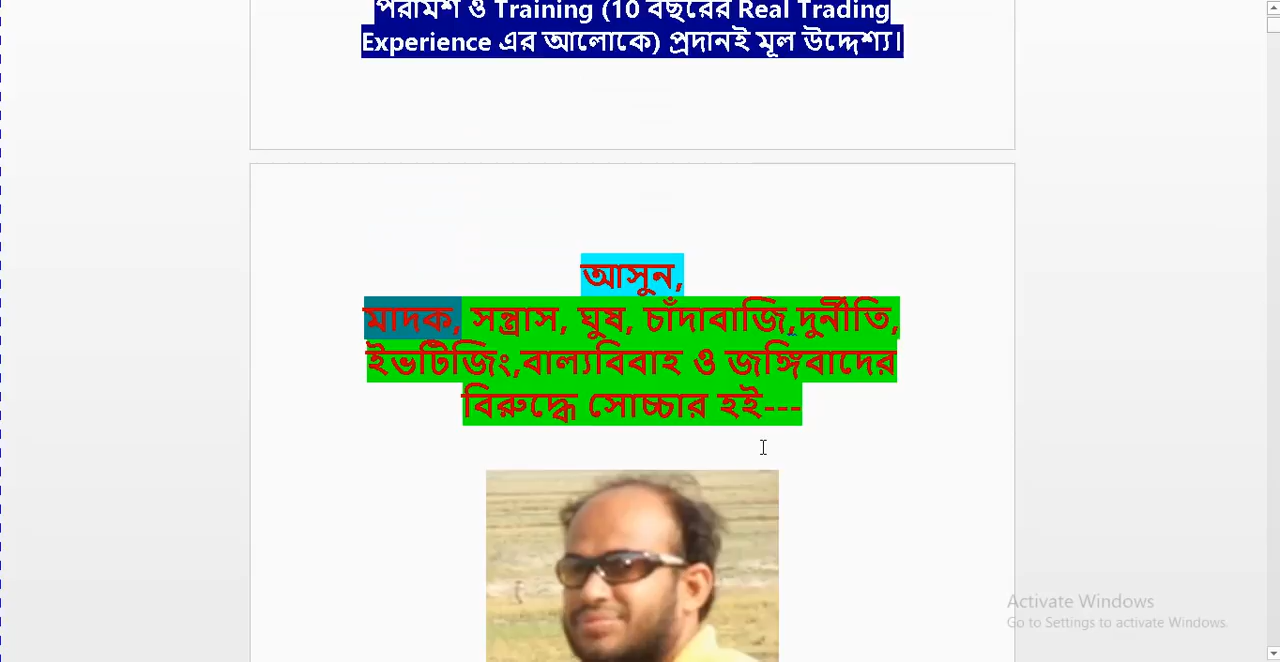 পরামর্শ ও Training (10 বছরের Real Trading
Experience এর আলোকে) প্রদানই মূল উদ্দেশ্য।
আসুন,
মাদক, সন্ত্রাস, ঘুষ, চাঁদাবাজি,দুর্নীতি,
ইভটিজিং,বাল্যবিবাহ ও জঙ্গিবাদের
বিরুদ্ধে সোচ্চার হই---
Activate Windows
Go to Settings to activate Windows.